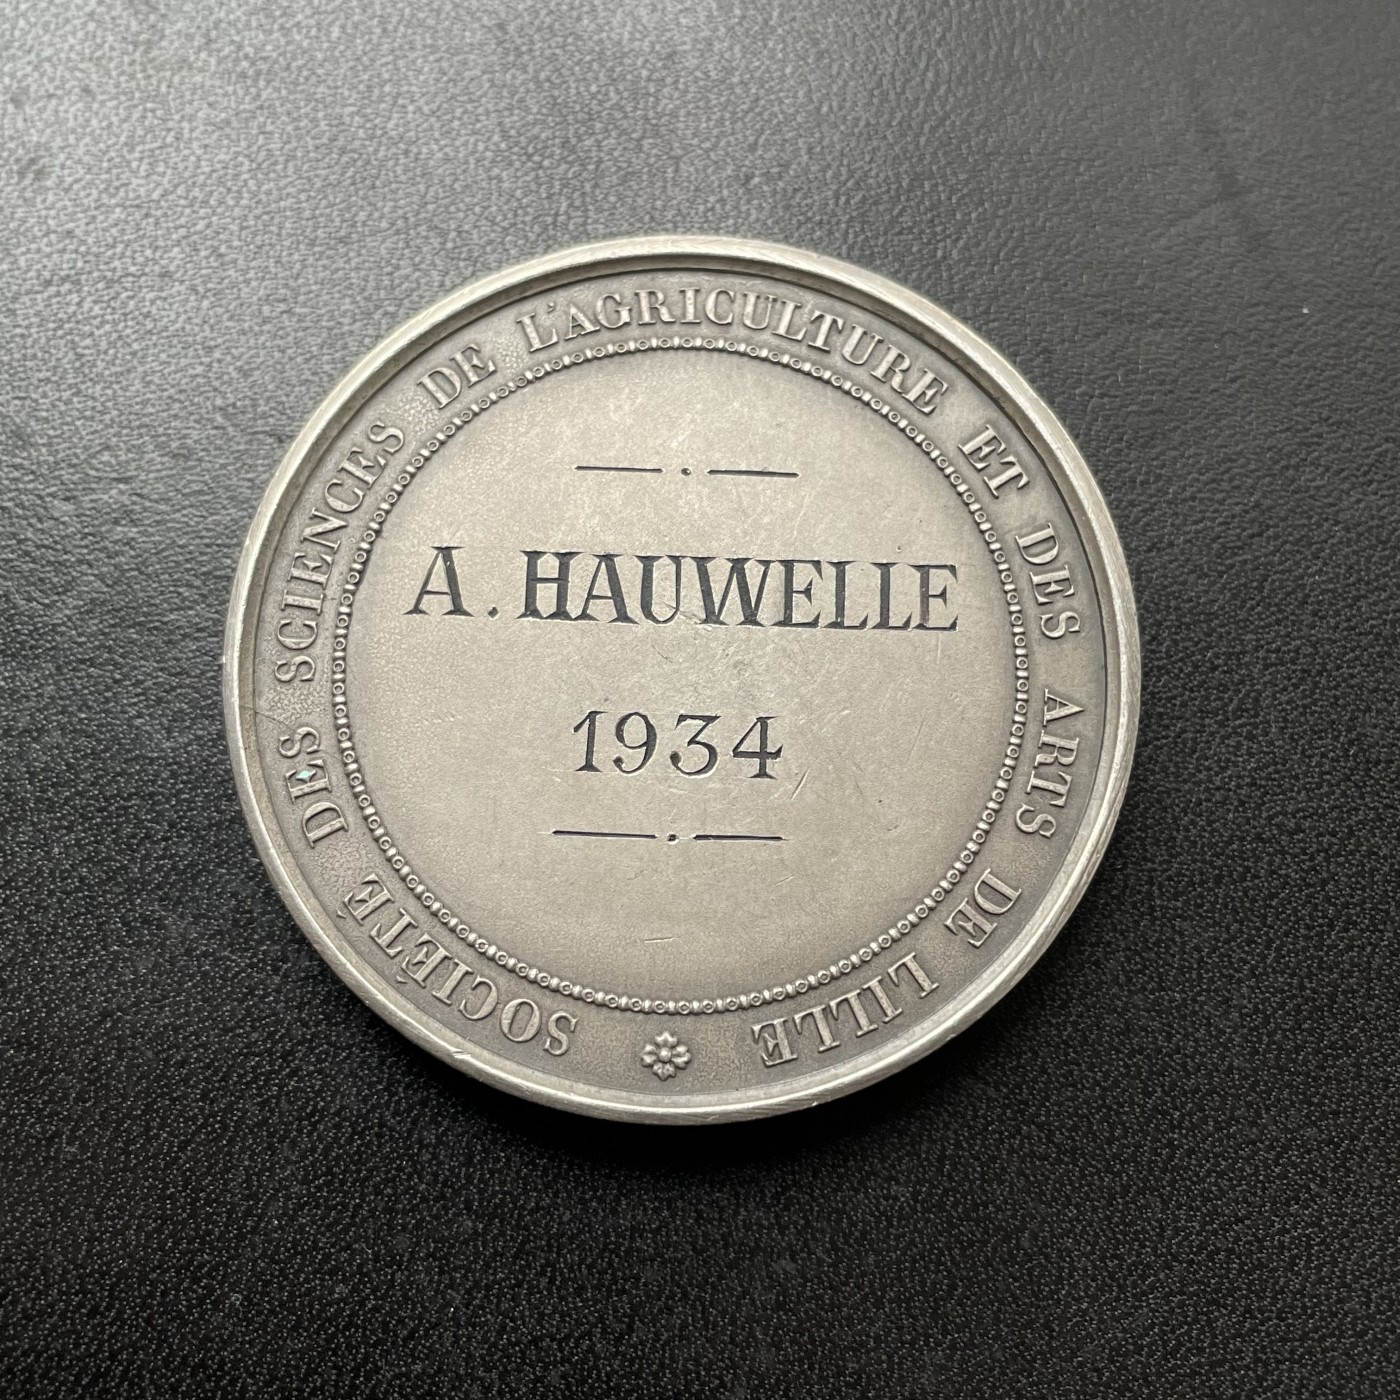 SOCIÉTÉ DES SCIENCES DE L'AGRICULTURE ET DES ARTS DE LILLE
A. HAUWELLE
1934